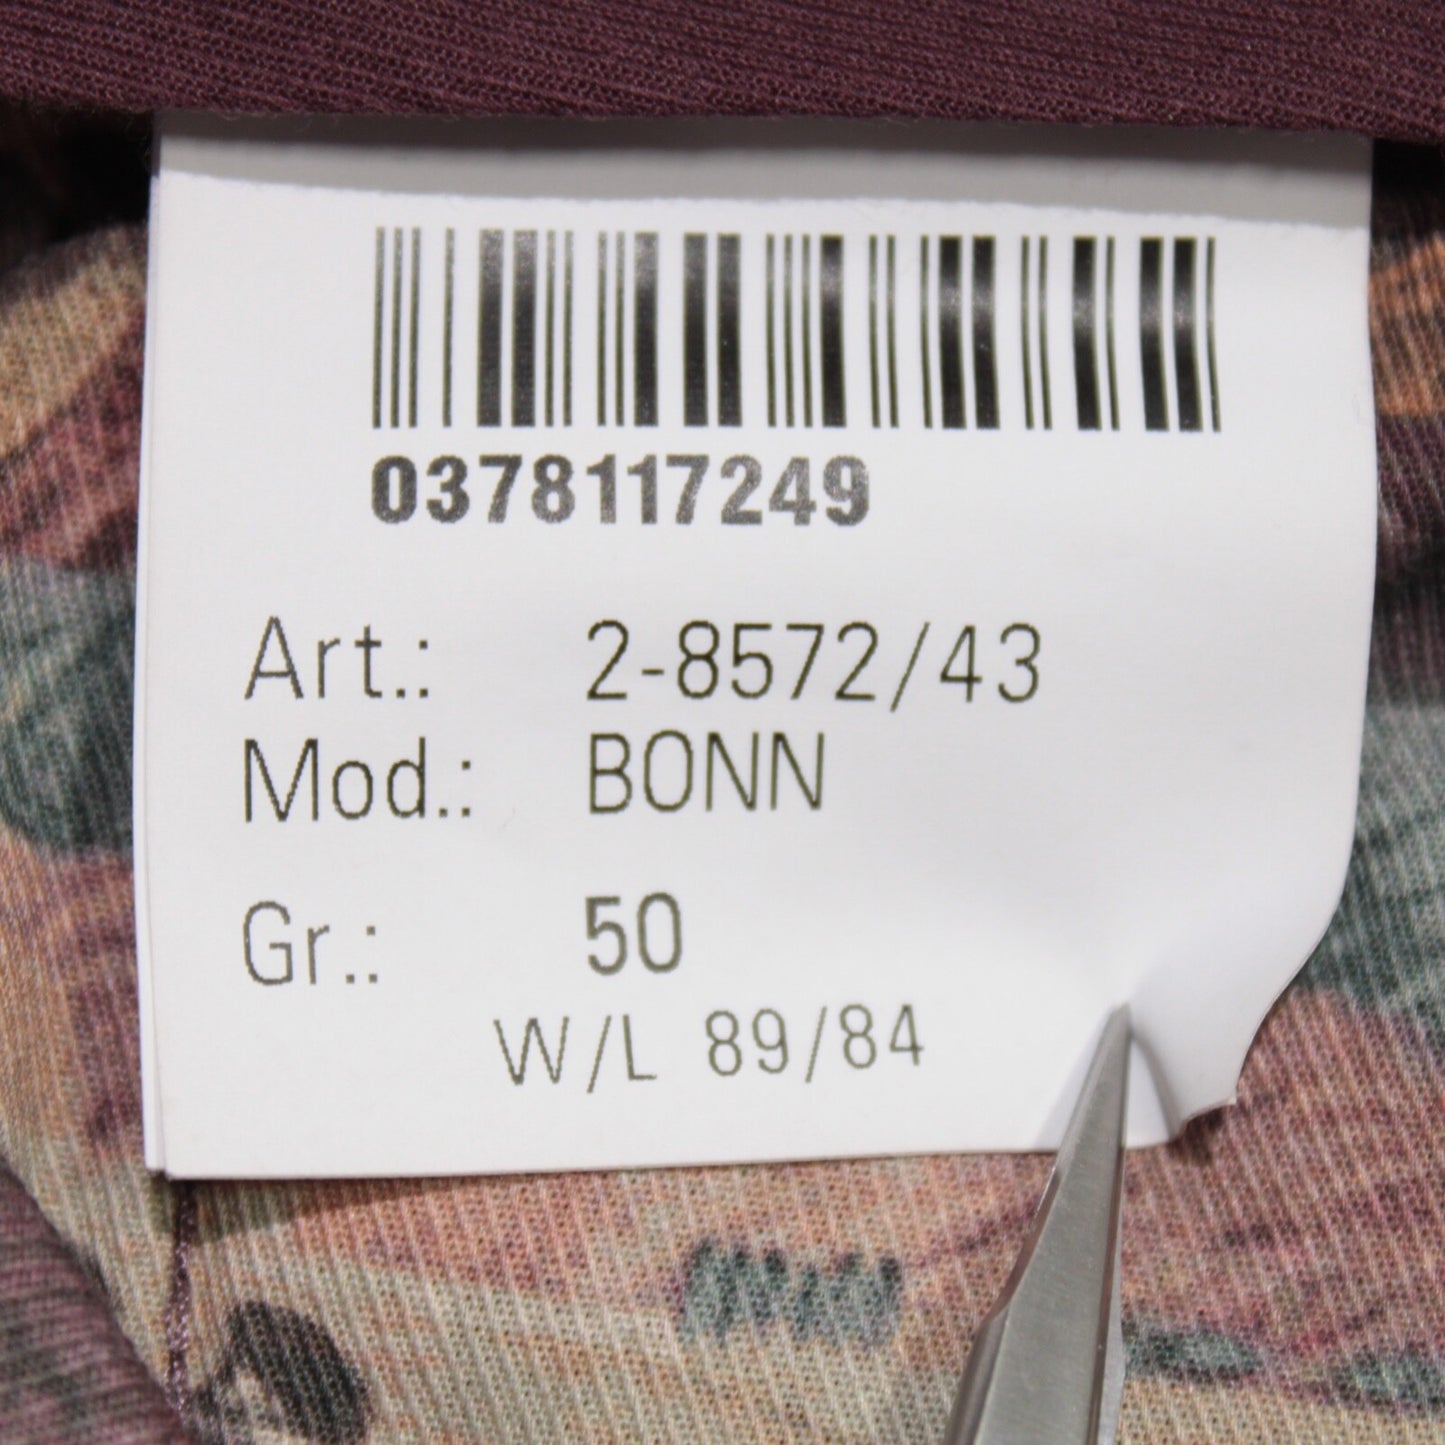 0378117249
Art.: 2-8572/43
Mod.: BONN
Gr.: 50
W/L 89/84